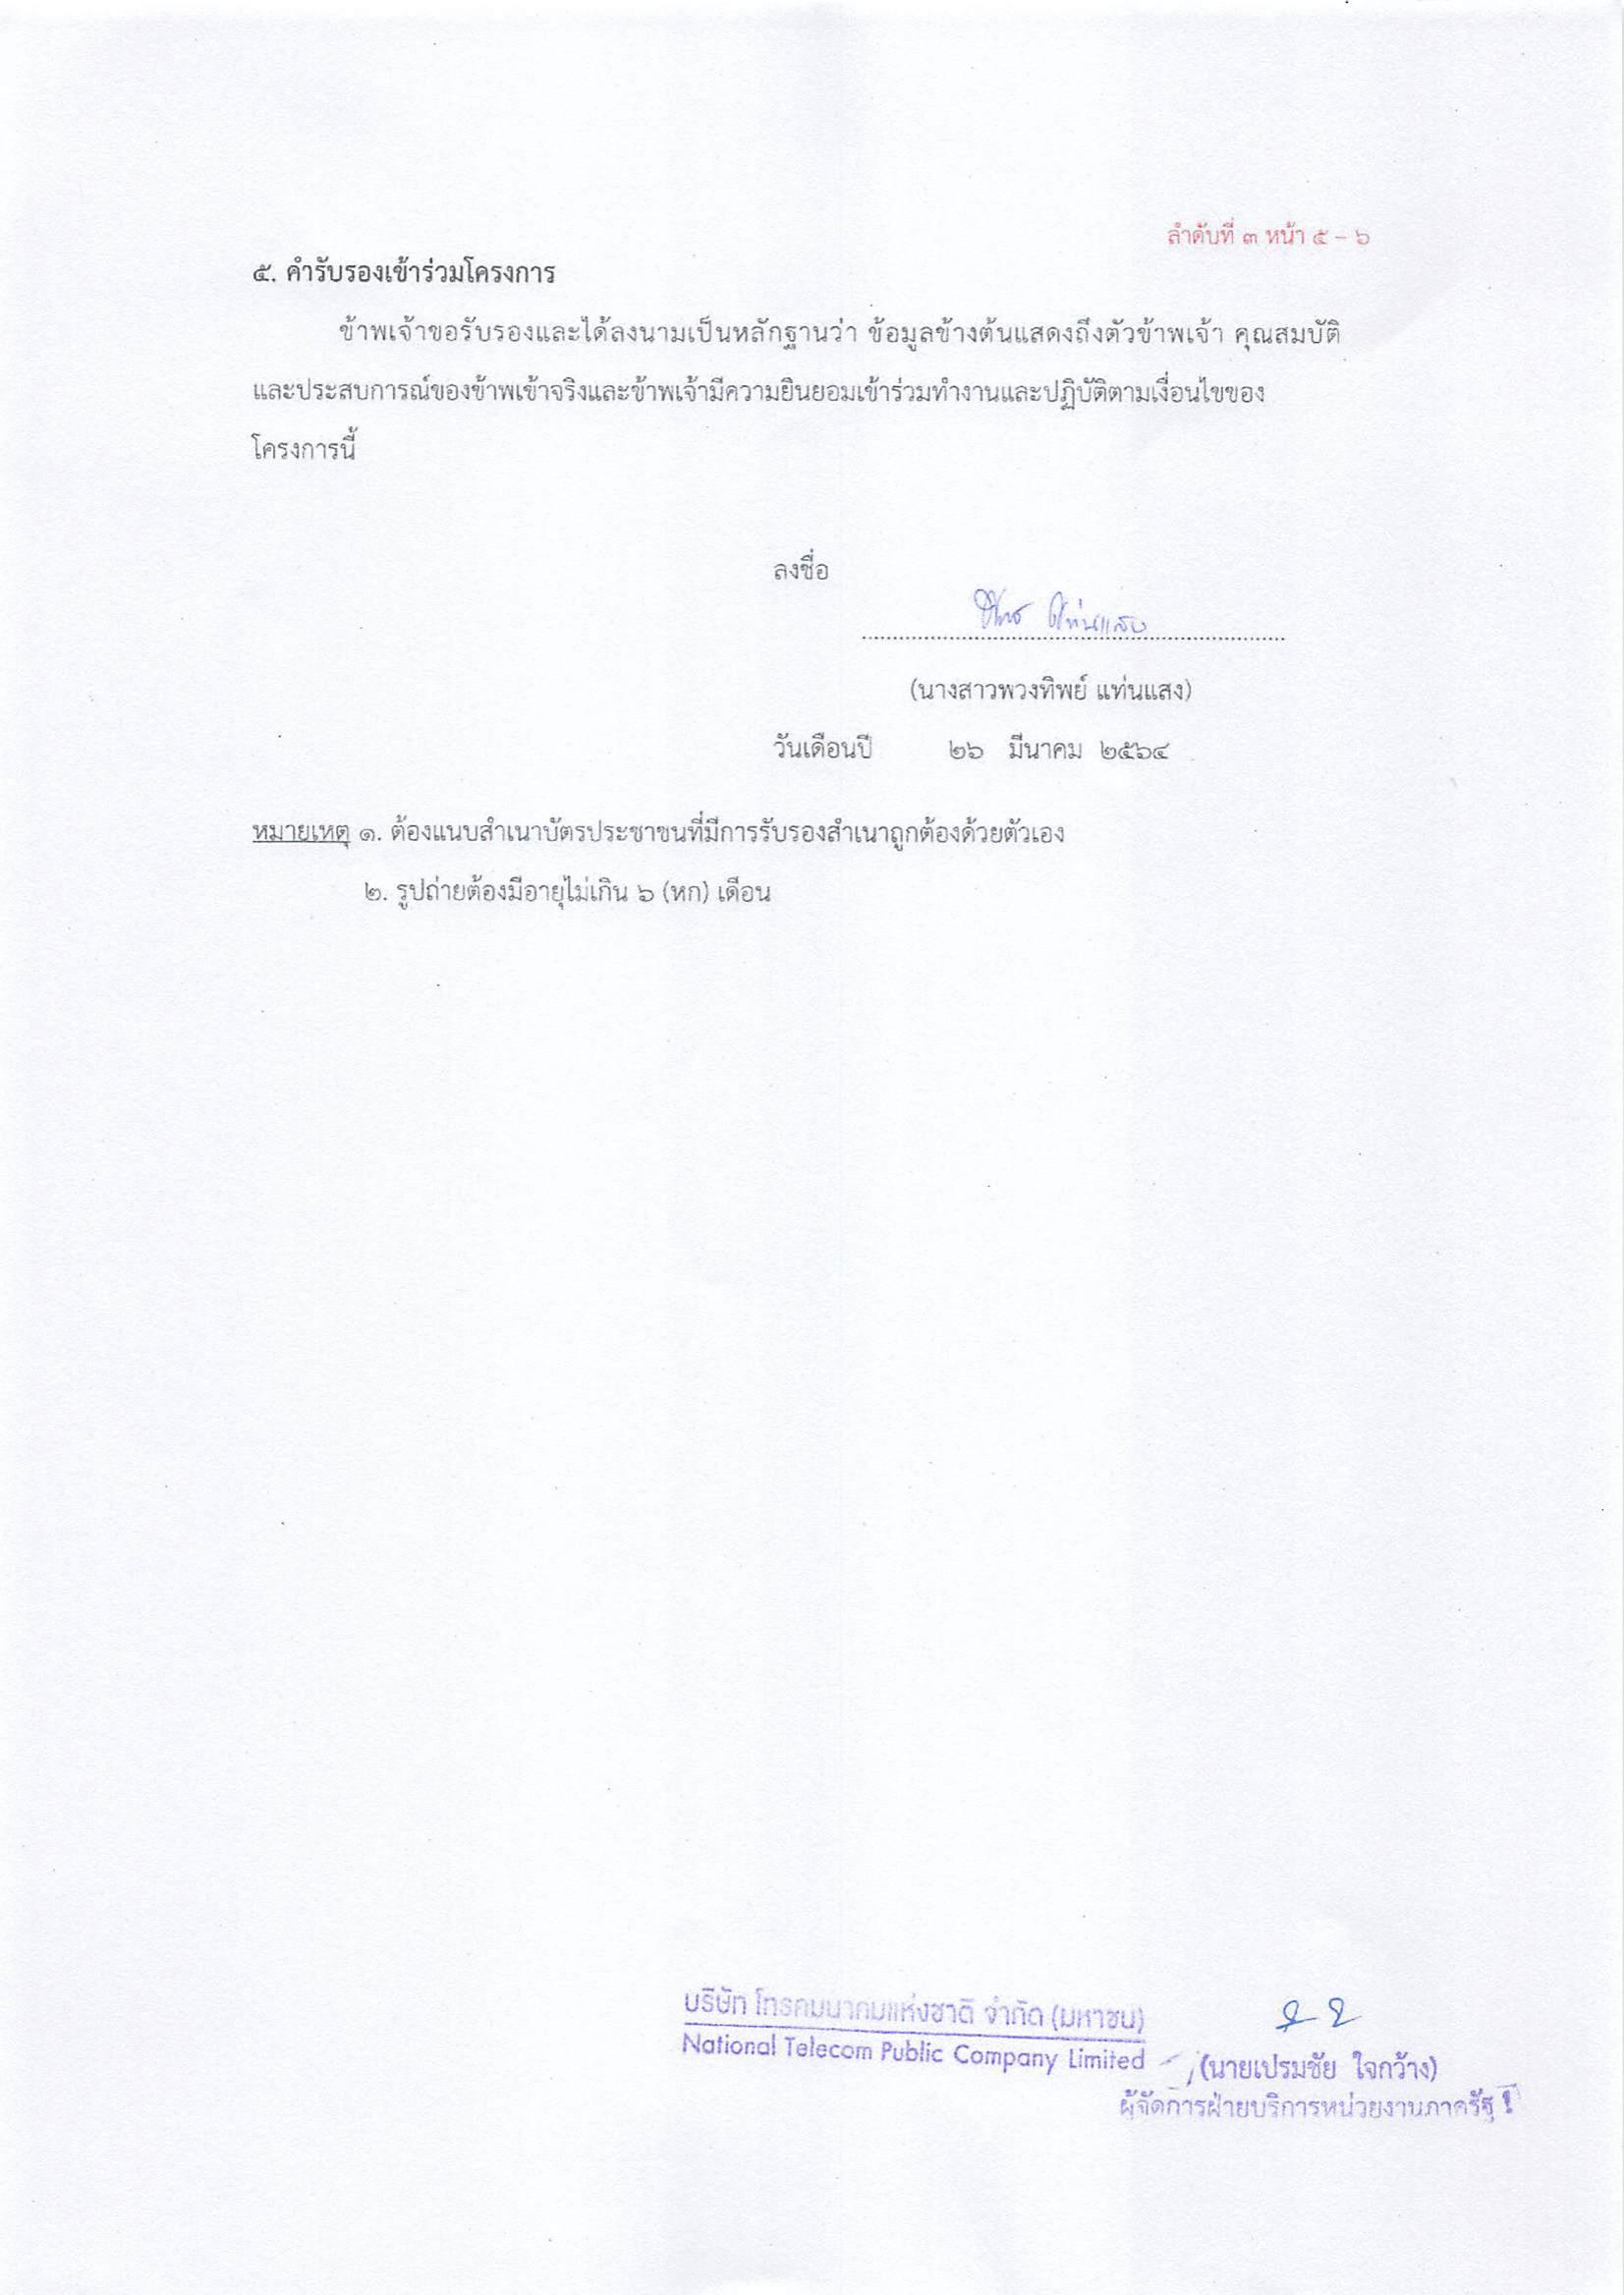 ลำดับที่ ๓ หน้า ๕ – ๖
๕. คำรับรองเข้าร่วมโครงการ
ข้าพเจ้าขอรับรองและได้ลงนามเป็นหลักฐานว่า ข้อมูลข้างต้นแสดงถึงตัวข้าพเจ้า คุณสมบัติ
และประสบการณ์ของข้าพเข้าจริงและข้าพเจ้ามีความยินยอมเข้าร่วมทำงานและปฏิบัติตามเงื่อนไขของ
โครงการนี้
ลงชื่อ
แท่นแสง
(นางสาวพวงทิพย์ แท่นแสง)
วันเดือนปี ๒๖ มีนาคม ๒๕๖๔
หมายเหตุ ๑. ต้องแนบสำเนาบัตรประชาชนที่มีการรับรองสำเนาถูกต้องด้วยตัวเอง
๒. รูปถ่ายต้องมีอายุไม่เกิน ๖ (หก) เดือน
บริษัท โทรคมนาคมแห่งชาติ จำกัด (มหาชน)
National Telecom Public Company Limited
(นายเปรมชัย ใจกว้าง)
ผู้จัดการฝ่ายบริการหน่วยงานภาครัฐ 1